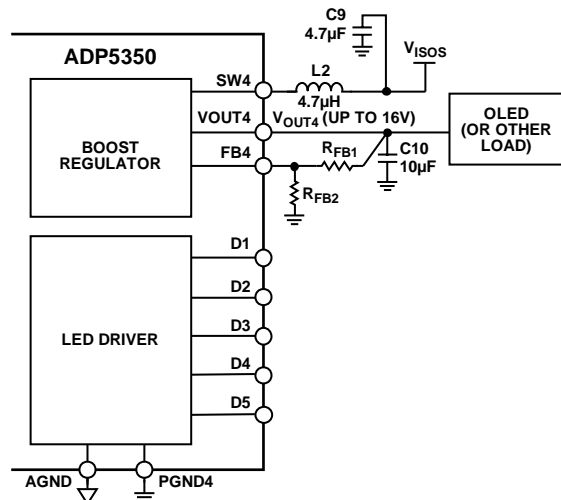 C9
4.7µF
ADP5350
VISOS
L2
SW4
4.7µH
VOUT4
VOUT4 (UP TO 16V)
OLED
(OR OTHER
LOAD)
BOOST
REGULATOR
RFB1
C10
10µF
FB4
RFB2
D1
D2
D3
LED DRIVER
D4
D5
AGND
PGND4